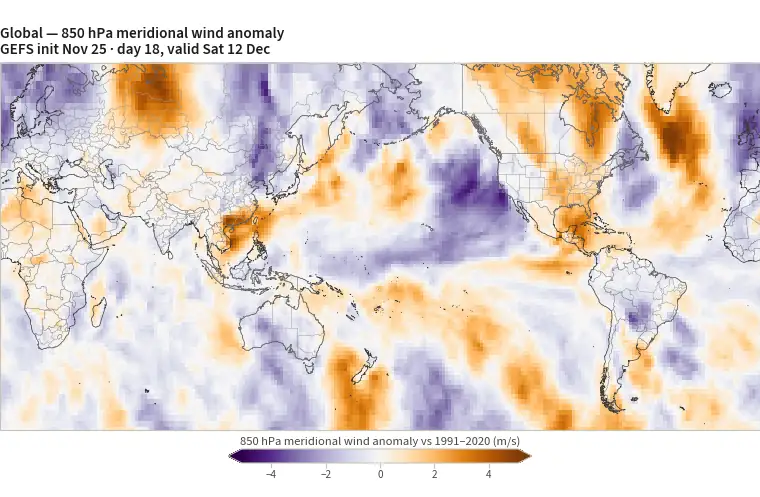 Global — 850 hPa meridional wind anomaly
GEFS init Nov 25 · day 18, valid Sat 12 Dec
850 hPa meridional wind anomaly vs 1991–2020 (m/s)
−4 −2 0 2 4